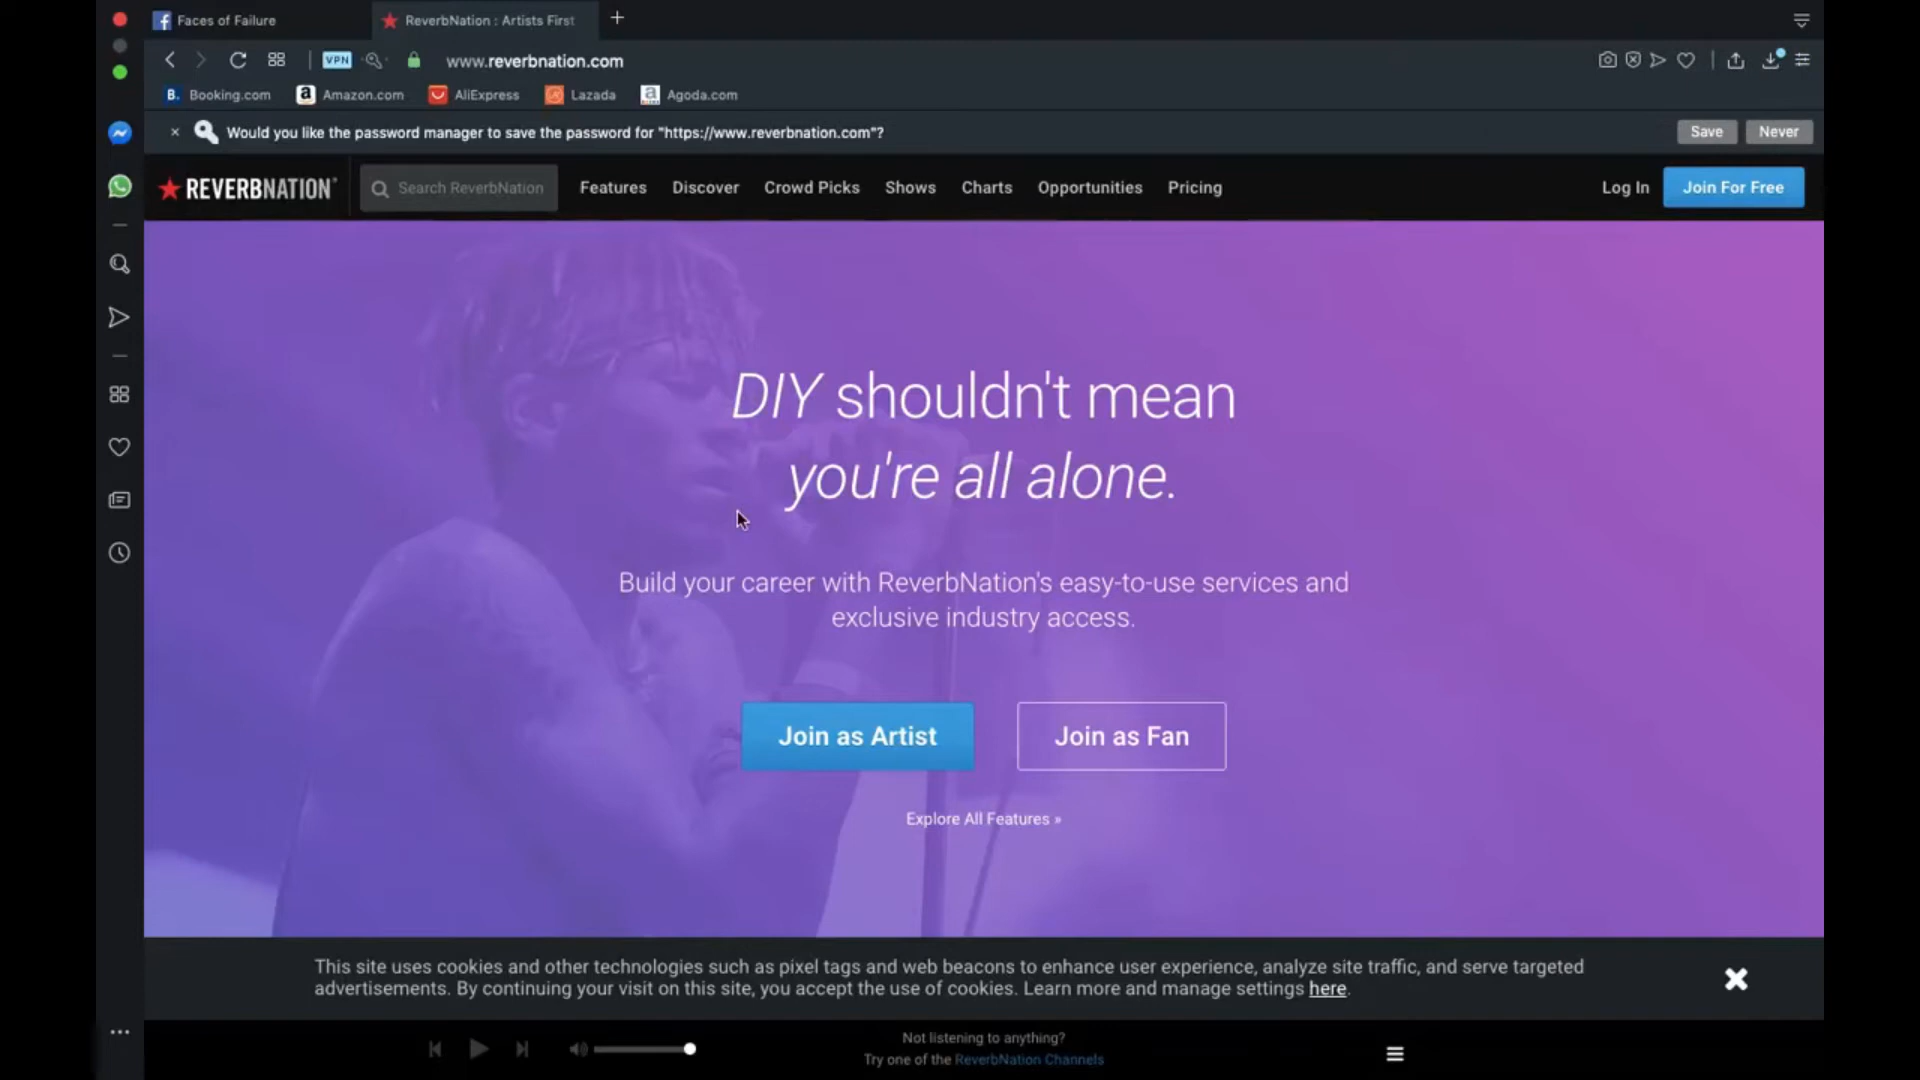 Faces of Failure
ReverbNation : Artists First
VPN
www.reverbnation.com
B. Booking.com
Amazon.com
AliExpress
Lazada
Agoda.com
Would you like the password manager to save the password for "https://www.reverbnation.com"?
Save
Never
REVERBNATION
Search ReverbNation
Features
Discover
Crowd Picks
Shows
Charts
Opportunities
Pricing
Log In
Join For Free
DIY shouldn't mean
you're all alone.
Build your career with ReverbNation's easy-to-use services and
exclusive industry access.
Join as Artist
Join as Fan
Explore All Features »
This site uses cookies and other technologies such as pixel tags and web beacons to enhance user experience, analyze site traffic, and serve targeted
advertisements. By continuing your visit on this site, you accept the use of cookies. Learn more and manage settings here.
Not listening to anything?
Try one of the ReverbNation Channels